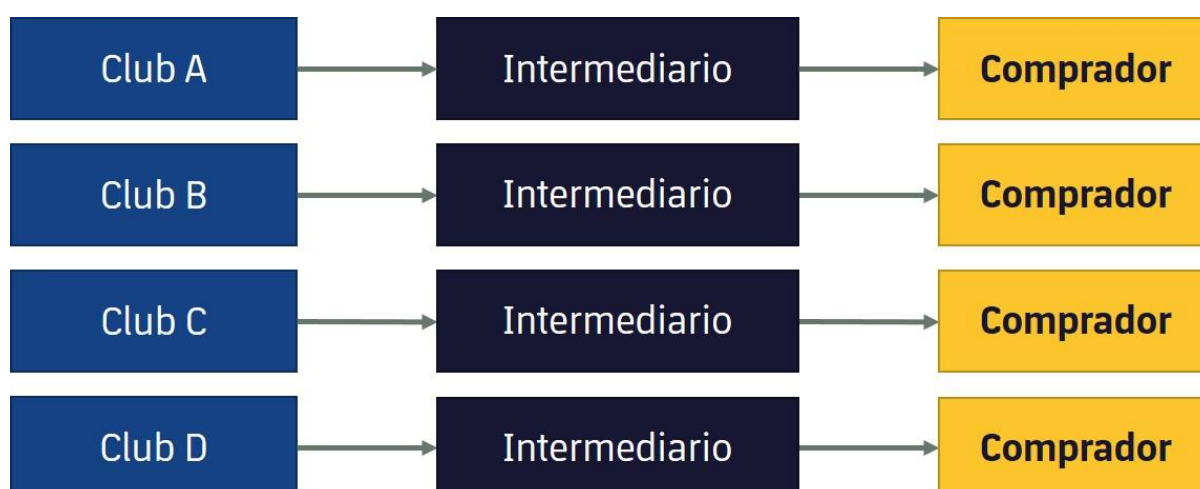 Club A Intermediario Comprador
Club B Intermediario Comprador
Club C Intermediario Comprador
Club D Intermediario Comprador